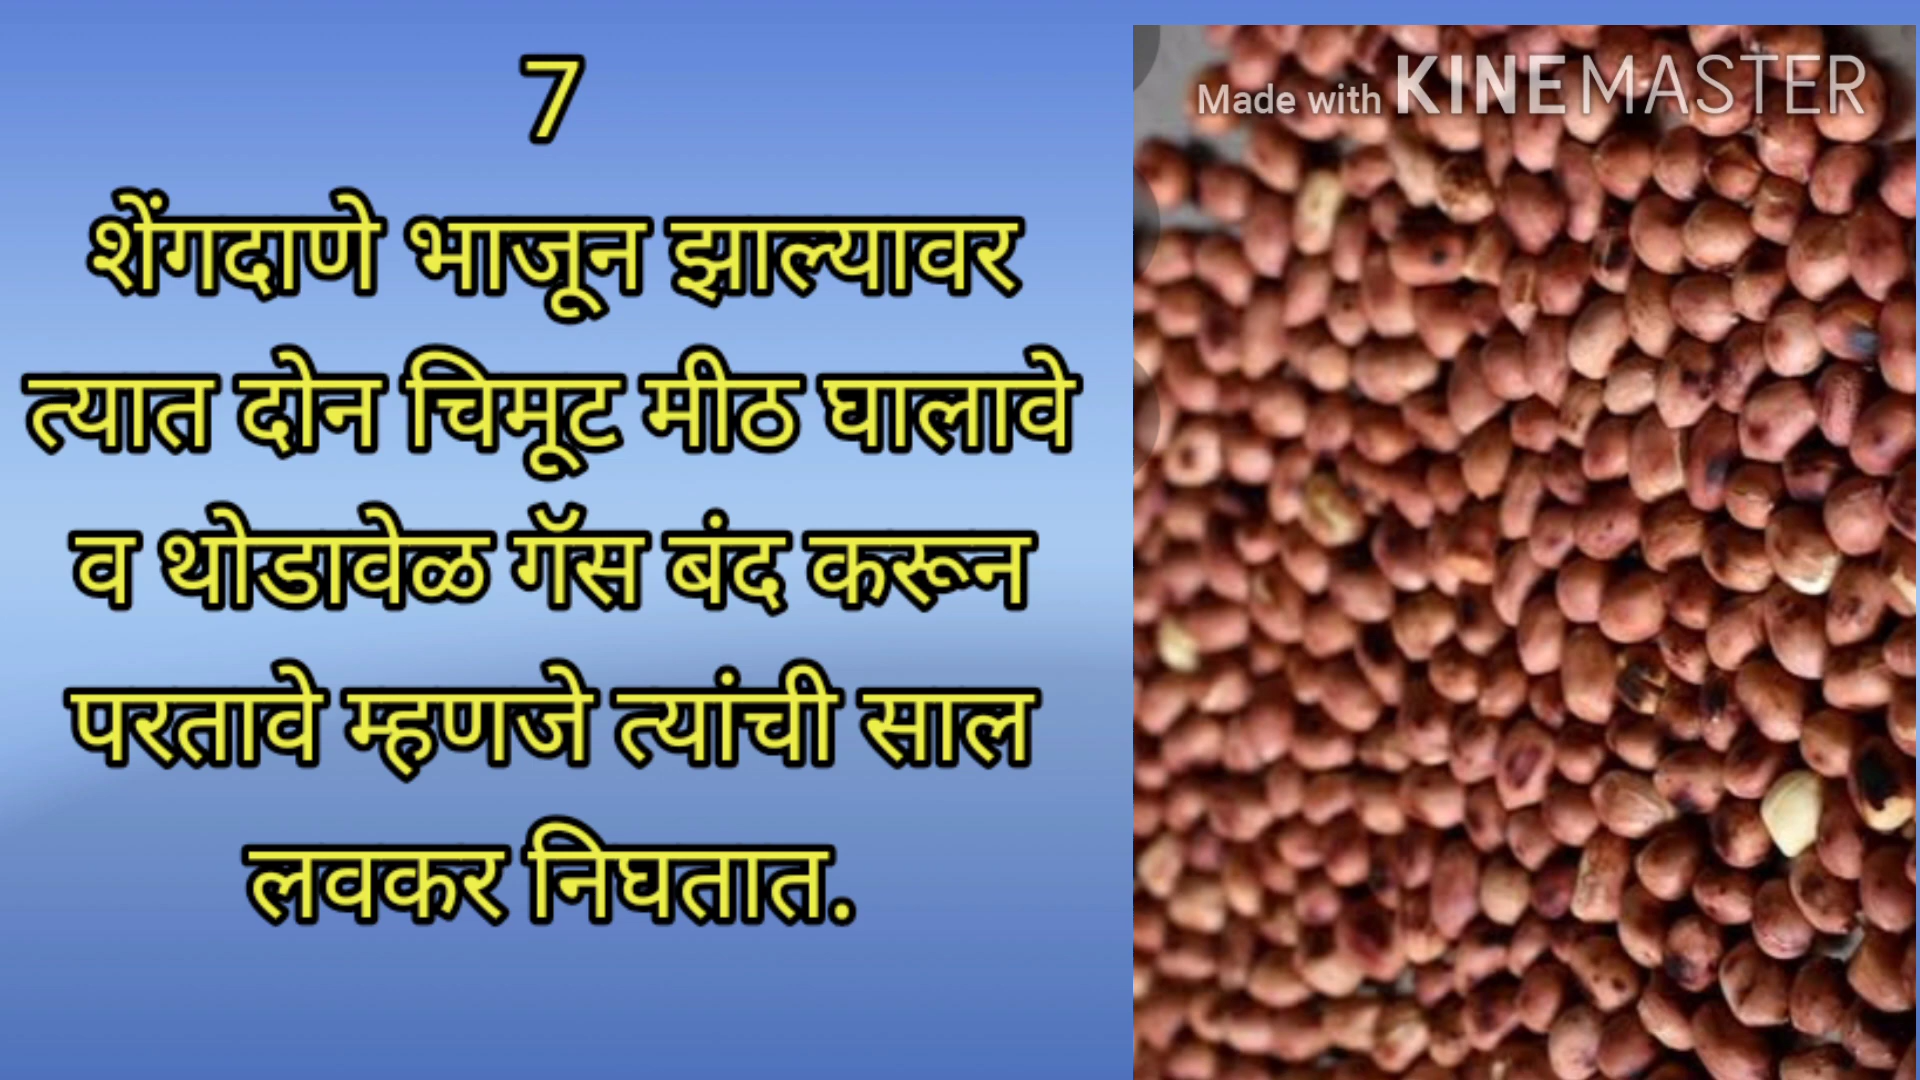 7
शेंगदाणे भाजून झाल्यावर
त्यात दोन चिमूट मीठ घालावे
व थोडावेळ गॅस बंद करून
परतावे म्हणजे त्यांची साल
लवकर निघतात.
Made with KINEMASTER